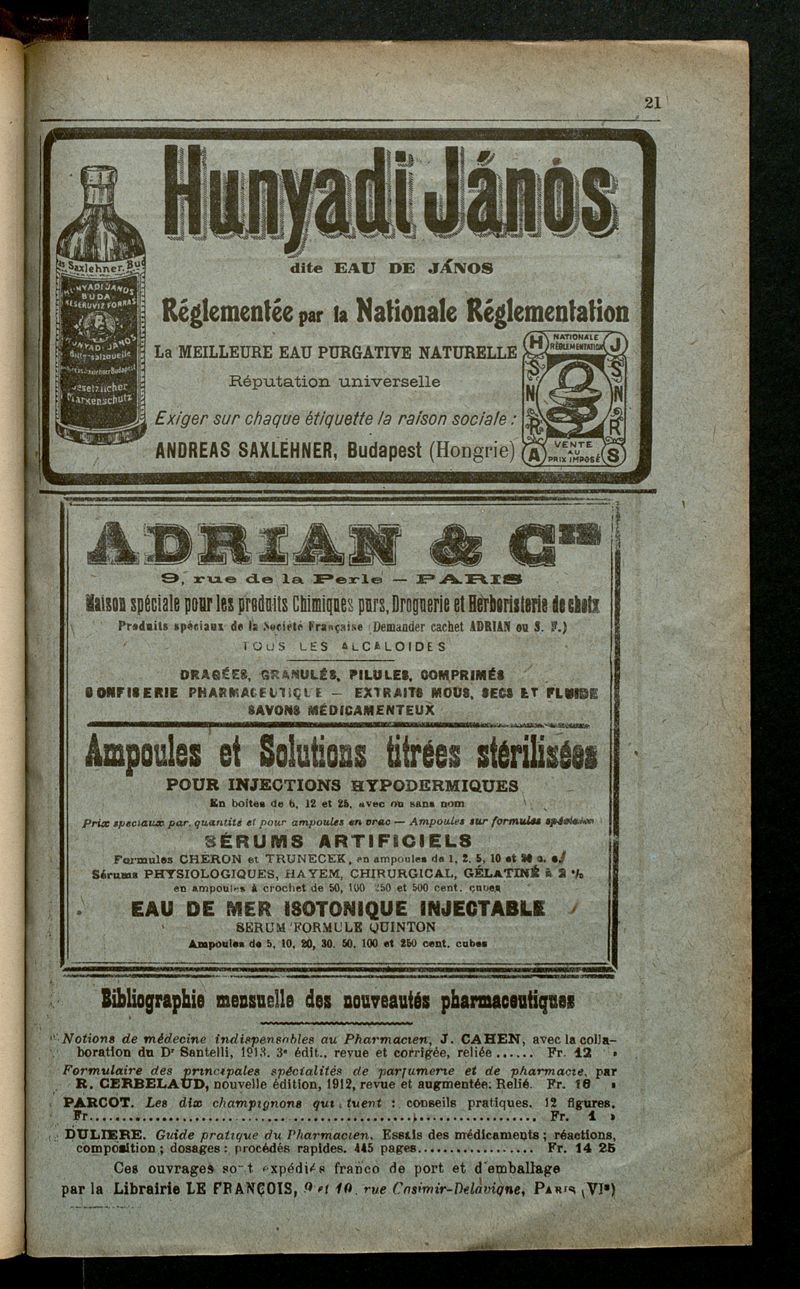 21
Hunyadi János
dite EAU DE JÁNOS
Réglementée par la Nationale Réglementation
La MEILLEURE EAU PURGATIVE NATURELLE
Réputation universelle
Exiger sur chaque étiquette la raison sociale :
ANDREAS SAXLEHNER, Budapest (Hongrie)
Saxlehner. Bud
HUNYADI JANOS
BUDA
KESERUVIZ FORRAS
HUNYADI JÁNOS
NATIONALE
RÉGLEMENTATION
VENTE
AU
PRIX IMPOSÉ
ADRIAN & Cie
9, rue de la Perle — PARIS
Maison spéciale pour les produits Chimiques purs, Droguerie et Herboristerie de choix
Produits spéciaux de la Société Française (Demander cachet ADRIAN ou S. F.)
TOUS LES ALCALOIDES
DRAGÉES, GRANULÉS, PILULES, COMPRIMÉS
CONFISERIE PHARMACEUTIQUE — EXTRAITS MOUS, SECS ET FLUIDE
SAVONS MÉDICAMENTEUX
Ampoules et Solutions titrées stérilisées
POUR INJECTIONS HYPODERMIQUES
En boîtes de 6, 12 et 25, avec ou sans nom
Prix speciaux par. quantité et pour ampoules en vrac — Ampoules sur formules
SÉRUMS ARTIFICIELS
Formules CHERON et TRUNECEK, en ampoules de 1, 2, 5, 10 et
Sérums PHYSIOLOGIQUES, HAYEM, CHIRURGICAL, GÉLATINÉ à 2 %
en ampoules à crochet de 50, 100 250 et 500 cent. cubes
EAU DE MER ISOTONIQUE INJECTABLE
SERUM FORMULE QUINTON
Ampoules de 5, 10, 20, 30, 50, 100 et 250 cent. cubes
Bibliographie mensuelle des nouveautés pharmaceutiques
Notions de médecine indispensables au Pharmacien, J. CAHEN, avec la colla-
boration du Dr Santelli, 1913. 3e édit., revue et corrigée, reliée ...... Fr. 12 »
Formulaire des principales spécialités de parfumerie et de pharmacie, par
R. CERBELAUD, nouvelle édition, 1912, revue et augmentée: Relié. Fr. 18 »
PARCOT. Les dix champignons qui tuent : conseils pratiques. 12 figures.
Fr. ...... Fr. 1 »
DULIERE. Guide pratique du Pharmacien. Essais des médicaments ; réactions,
composition ; dosages : procédés rapides. 445 pages ...... Fr. 14 25
Ces ouvrages sont expédiés franco de port et d'emballage
par la Librairie LE FRANÇOIS, 9 et 10, rue Casimir-Delavigne, PARIS (VIe)